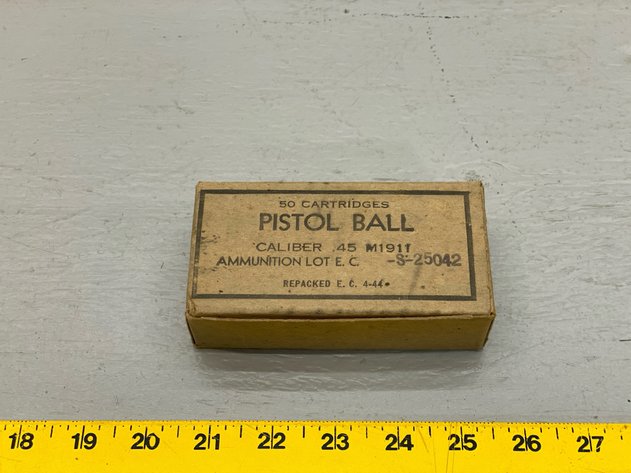 50 CARTRIDGES
PISTOL BALL
CALIBER .45 M1911
AMMUNITION LOT E. C. -S-25042
REPACKED E. C. 4-44
18 19 20 21 22 23 24 25 26 27